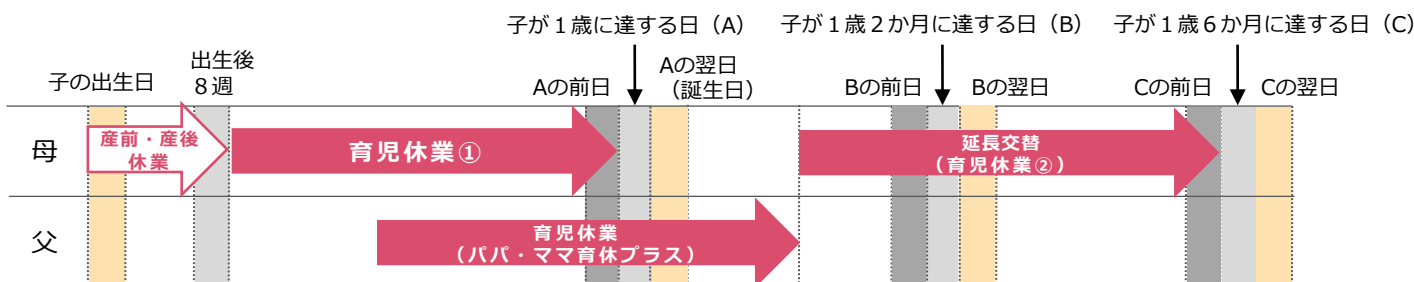 子が１歳に達する日（A）
子が１歳２か月に達する日（B）
子が１歳６か月に達する日（C）
子の出生日
出生後
８週
Aの前日
Aの翌日
（誕生日）
Bの前日
Bの翌日
Cの前日
Cの翌日
母
産前・産後
休業
育児休業①
延長交替
（育児休業②）
父
育児休業
（パパ・ママ育休プラス）